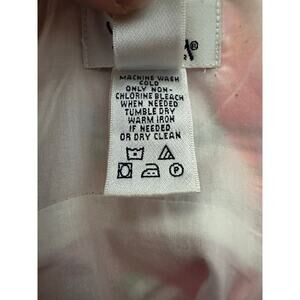 MACHINE WASH
COLD
ONLY NON-
CHLORINE BLEACH
WHEN NEEDED
TUMBLE DRY
WARM IRON
IF NEEDED
OR DRY CLEAN
P